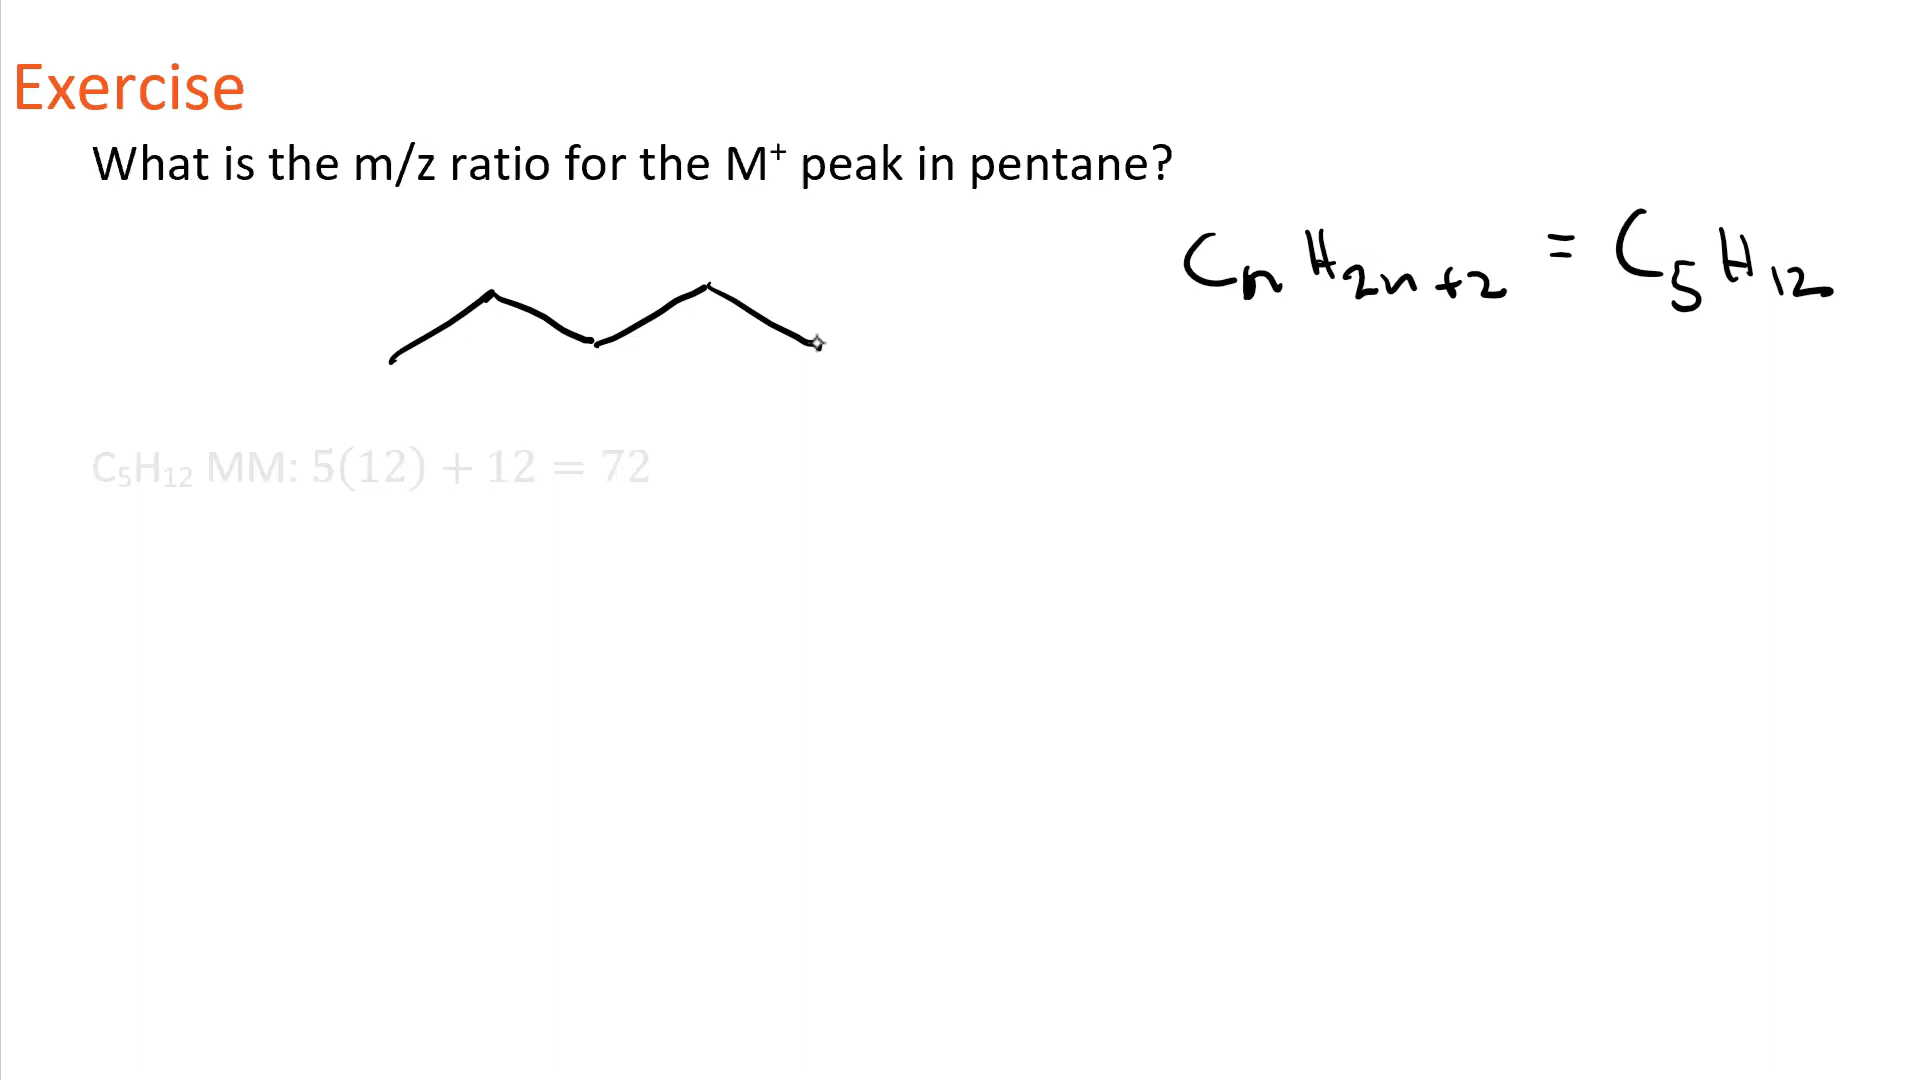 Exercise
What is the m/z ratio for the M⁺ peak in pentane?
CₙH₂ₙ₊₂ = C₅H₁₂
C₅H₁₂ MM: 5(12) + 12 = 72